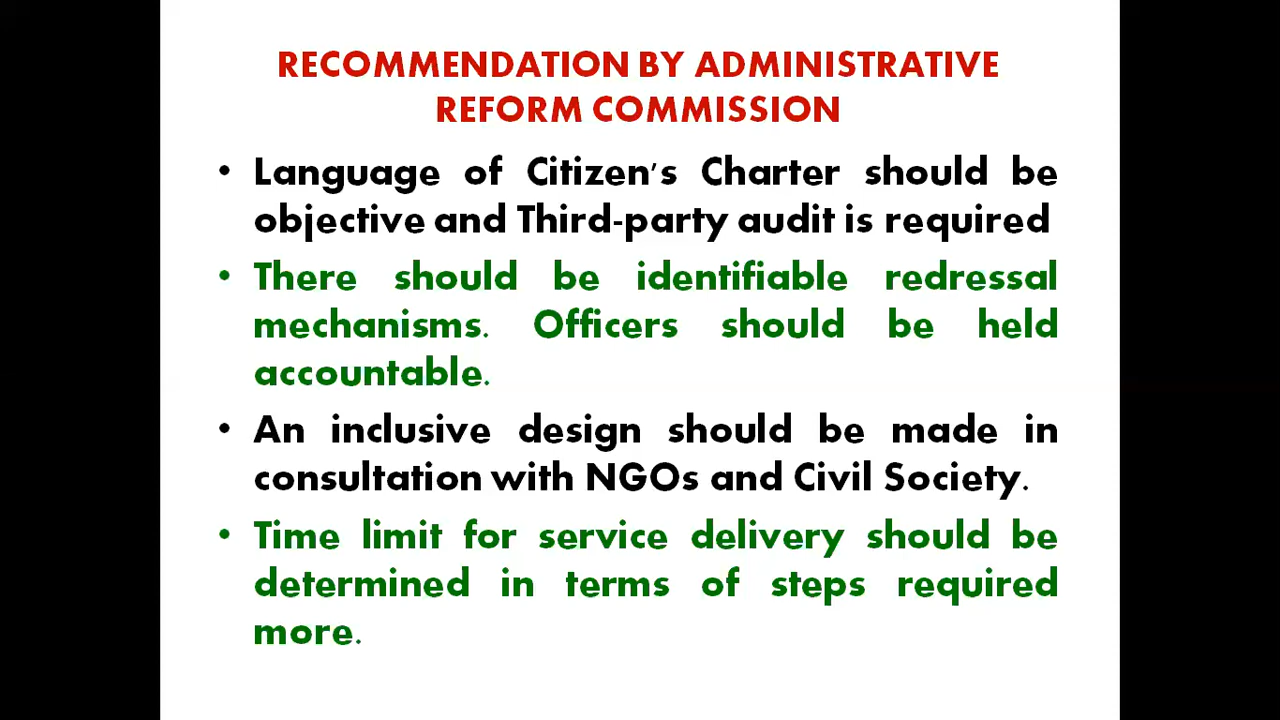 RECOMMENDATION BY ADMINISTRATIVE
REFORM COMMISSION
• Language of Citizen's Charter should be
objective and Third-party audit is required
• There should be identifiable redressal
mechanisms. Officers should be held
accountable.
• An inclusive design should be made in
consultation with NGOs and Civil Society.
• Time limit for service delivery should be
determined in terms of steps required
more.